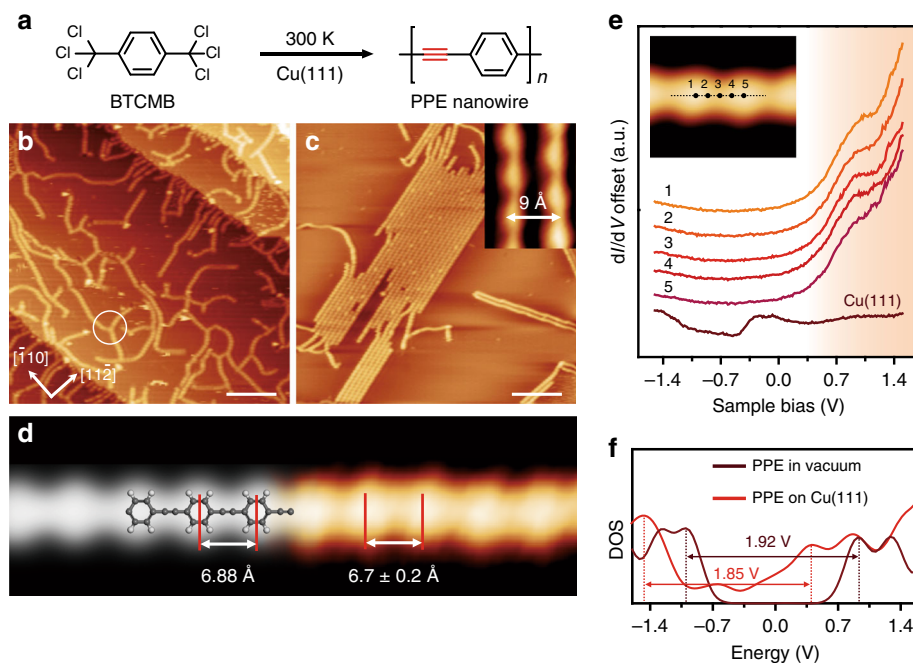 a
Cl
Cl
Cl
Cl
Cl
Cl
BTCMB
300 K
Cu(111)
n
PPE nanowire
b
[1̄10]
[112̄]
c
9 Å
d
6.88 Å
6.7 ± 0.2 Å
e
dI/dV offset (a.u.)
1 2 3 4 5
1
2
3
4
5
Cu(111)
−1.4 −0.7 0.0 0.7 1.4
Sample bias (V)
f
DOS
PPE in vacuum
PPE on Cu(111)
1.92 V
1.85 V
−1.4 −0.7 0.0 0.7 1.4
Energy (V)